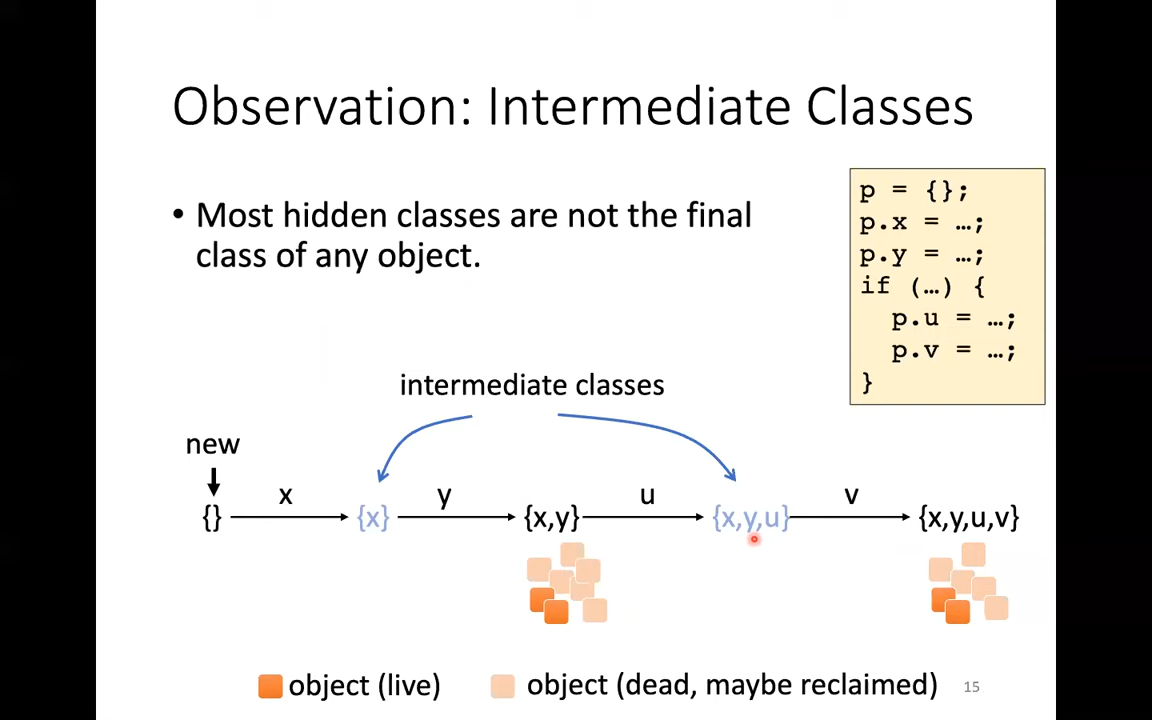 Observation: Intermediate Classes
• Most hidden classes are not the final
class of any object.
p = {};
p.x = …;
p.y = …;
if (…) {
  p.u = …;
  p.v = …;
}
intermediate classes
new
x
y
u
v
{}
{x}
{x,y}
{x,y,u}
{x,y,u,v}
object (live)
object (dead, maybe reclaimed)
15